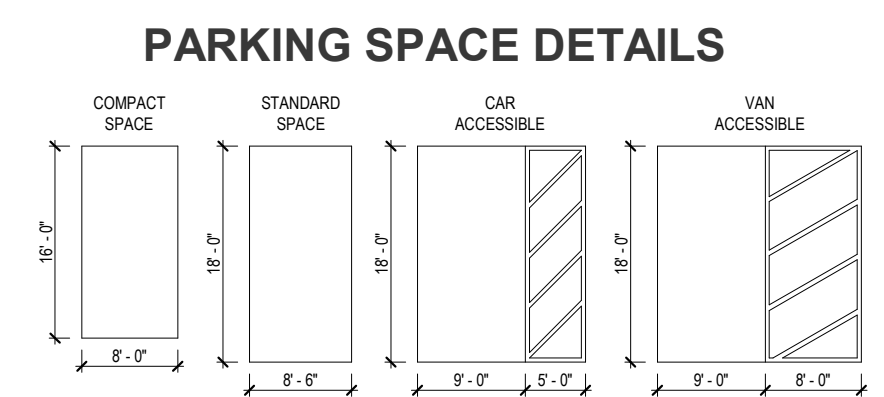 PARKING SPACE DETAILS
COMPACT
SPACE
STANDARD
SPACE
CAR
ACCESSIBLE
VAN
ACCESSIBLE
16' - 0"
18' - 0"
18' - 0"
18' - 0"
8' - 0"
8' - 6"
9' - 0"
5' - 0"
9' - 0"
8' - 0"